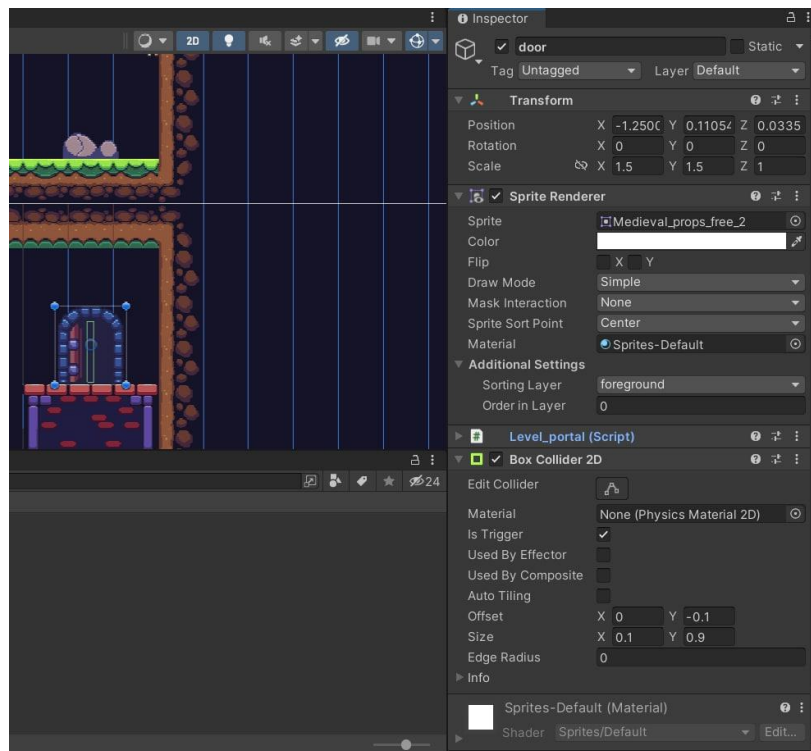 2D
24
Inspector
door
Static
Tag Untagged Layer Default
Transform
Position X -1.2500 Y 0.11054 Z 0.0335
Rotation X 0 Y 0 Z 0
Scale X 1.5 Y 1.5 Z 1
Sprite Renderer
Sprite Medieval_props_free_2
Color
Flip X Y
Draw Mode Simple
Mask Interaction None
Sprite Sort Point Center
Material Sprites-Default
Additional Settings
Sorting Layer foreground
Order in Layer 0
# Level_portal (Script)
Box Collider 2D
Edit Collider
Material None (Physics Material 2D)
Is Trigger
Used By Effector
Used By Composite
Auto Tiling
Offset X 0 Y -0.1
Size X 0.1 Y 0.9
Edge Radius 0
Info
Sprites-Default (Material)
Shader Sprites/Default Edit...